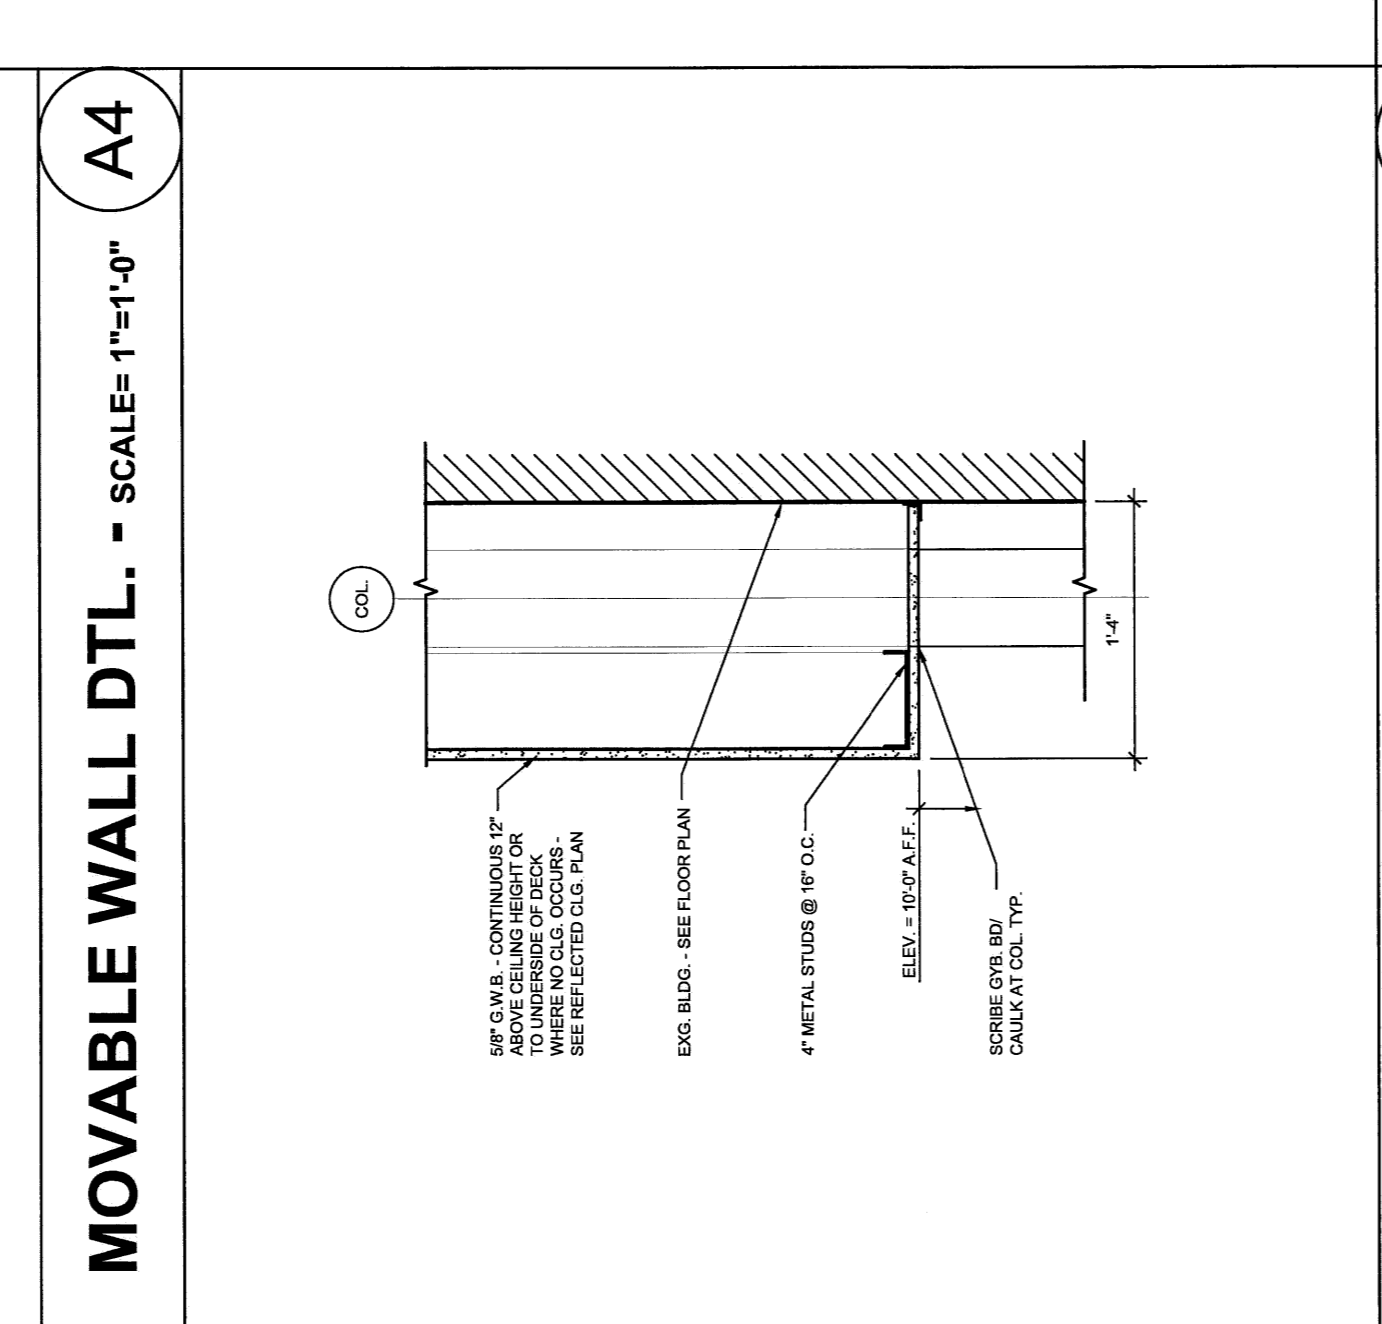 MOVABLE WALL DTL. - SCALE= 1"=1'-0"
A4
COL.
5/8" G.W.B. - CONTINUOUS 12"
ABOVE CEILING HEIGHT OR
TO UNDERSIDE OF DECK
WHERE NO CLG. OCCURS -
SEE REFLECTED CLG. PLAN
EXG. BLDG. - SEE FLOOR PLAN
4" METAL STUDS @ 16" O.C.
ELEV. = 10'-0" A.F.F.
SCRIBE GYB. BD/
CAULK AT COL. TYP.
1'-4"